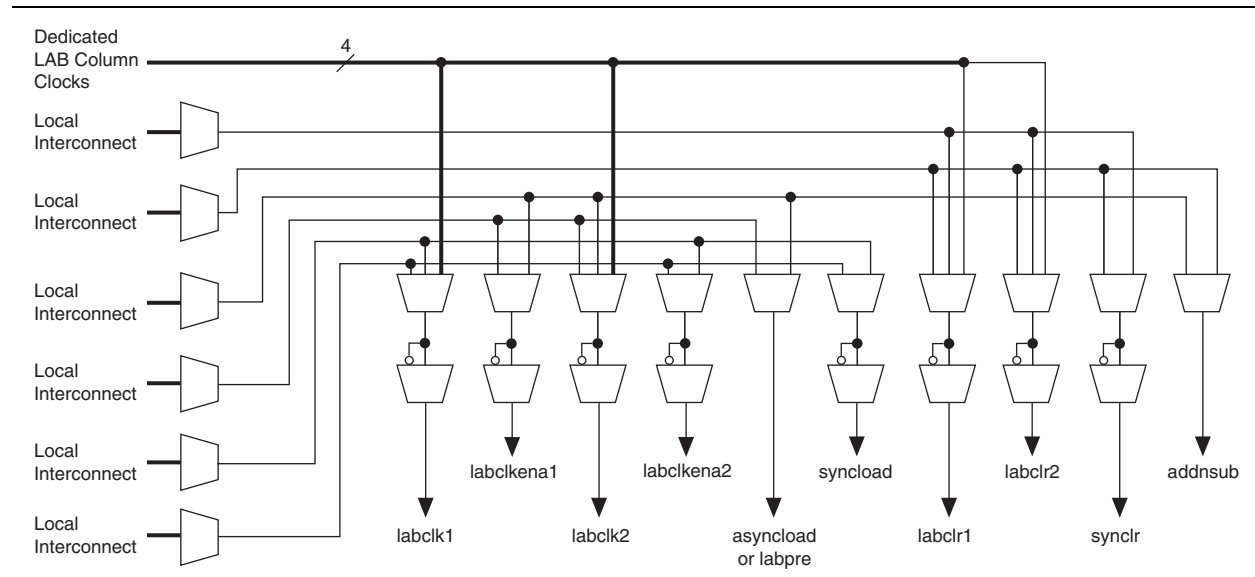 Dedicated
LAB Column
Clocks
4
Local
Interconnect
Local
Interconnect
Local
Interconnect
Local
Interconnect
Local
Interconnect
Local
Interconnect
labclkena1
labclkena2
syncload
labclr2
addnsub
labclk1
labclk2
asyncload
or labpre
labclr1
synclr